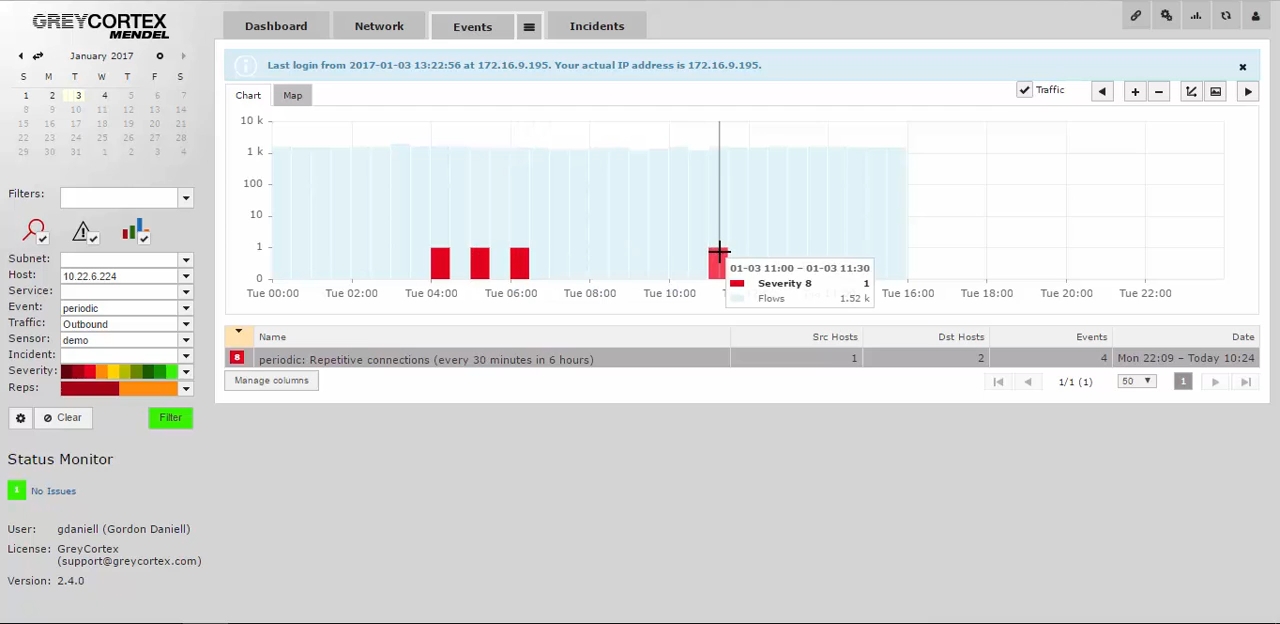 GREYCORTEX
MENDEL
Dashboard Network Events Incidents
January 2017
S M T W T F S
1 2 3 4 5 6 7
8 9 10 11 12 13 14
15 16 17 18 19 20 21
22 23 24 25 26 27 28
29 30 31 1 2 3 4
Filters:
Subnet:
Host: 10.22.6.224
Service:
Event: periodic
Traffic: Outbound
Sensor: demo
Incident:
Severity:
Reps:
Clear Filter
Status Monitor
1 No Issues
User: gdaniell (Gordon Daniell)
License: GreyCortex
(support@greycortex.com)
Version: 2.4.0
Last login from 2017-01-03 13:22:56 at 172.16.9.195. Your actual IP address is 172.16.9.195.
Chart Map
Traffic
10 k
1 k
100
10
1
0
Tue 00:00 Tue 02:00 Tue 04:00 Tue 06:00 Tue 08:00 Tue 10:00 Tue 16:00 Tue 18:00 Tue 20:00 Tue 22:00
01-03 11:00 – 01-03 11:30
Severity 8 1
Flows 1.52 k
Name Src Hosts Dst Hosts Events Date
8 periodic: Repetitive connections (every 30 minutes in 6 hours) 1 2 4 Mon 22:09 – Today 10:24
Manage columns
1/1 (1) 50 1